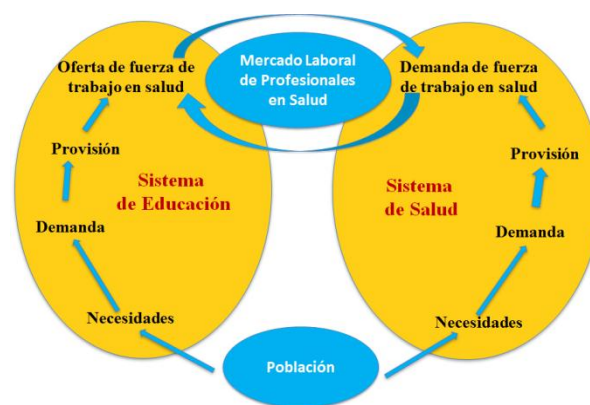 Oferta de fuerza de
trabajo en salud
Mercado Laboral
de Profesionales
en Salud
Demanda de fuerza
de trabajo en salud
Provisión
Provisión
Sistema
de Educación
Sistema
de Salud
Demanda
Demanda
Necesidades
Necesidades
Población